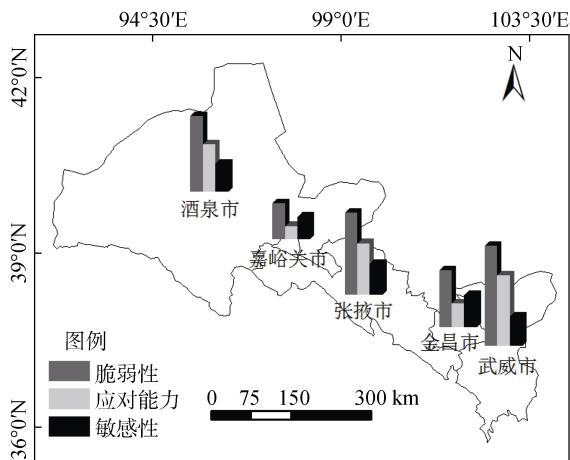 94°30′E 99°0′E 103°30′E
42°0′N
N
酒泉市
39°0′N
嘉峪关市
张掖市
金昌市
武威市
图例
脆弱性
应对能力
敏感性
0 75 150 300 km
36°0′N